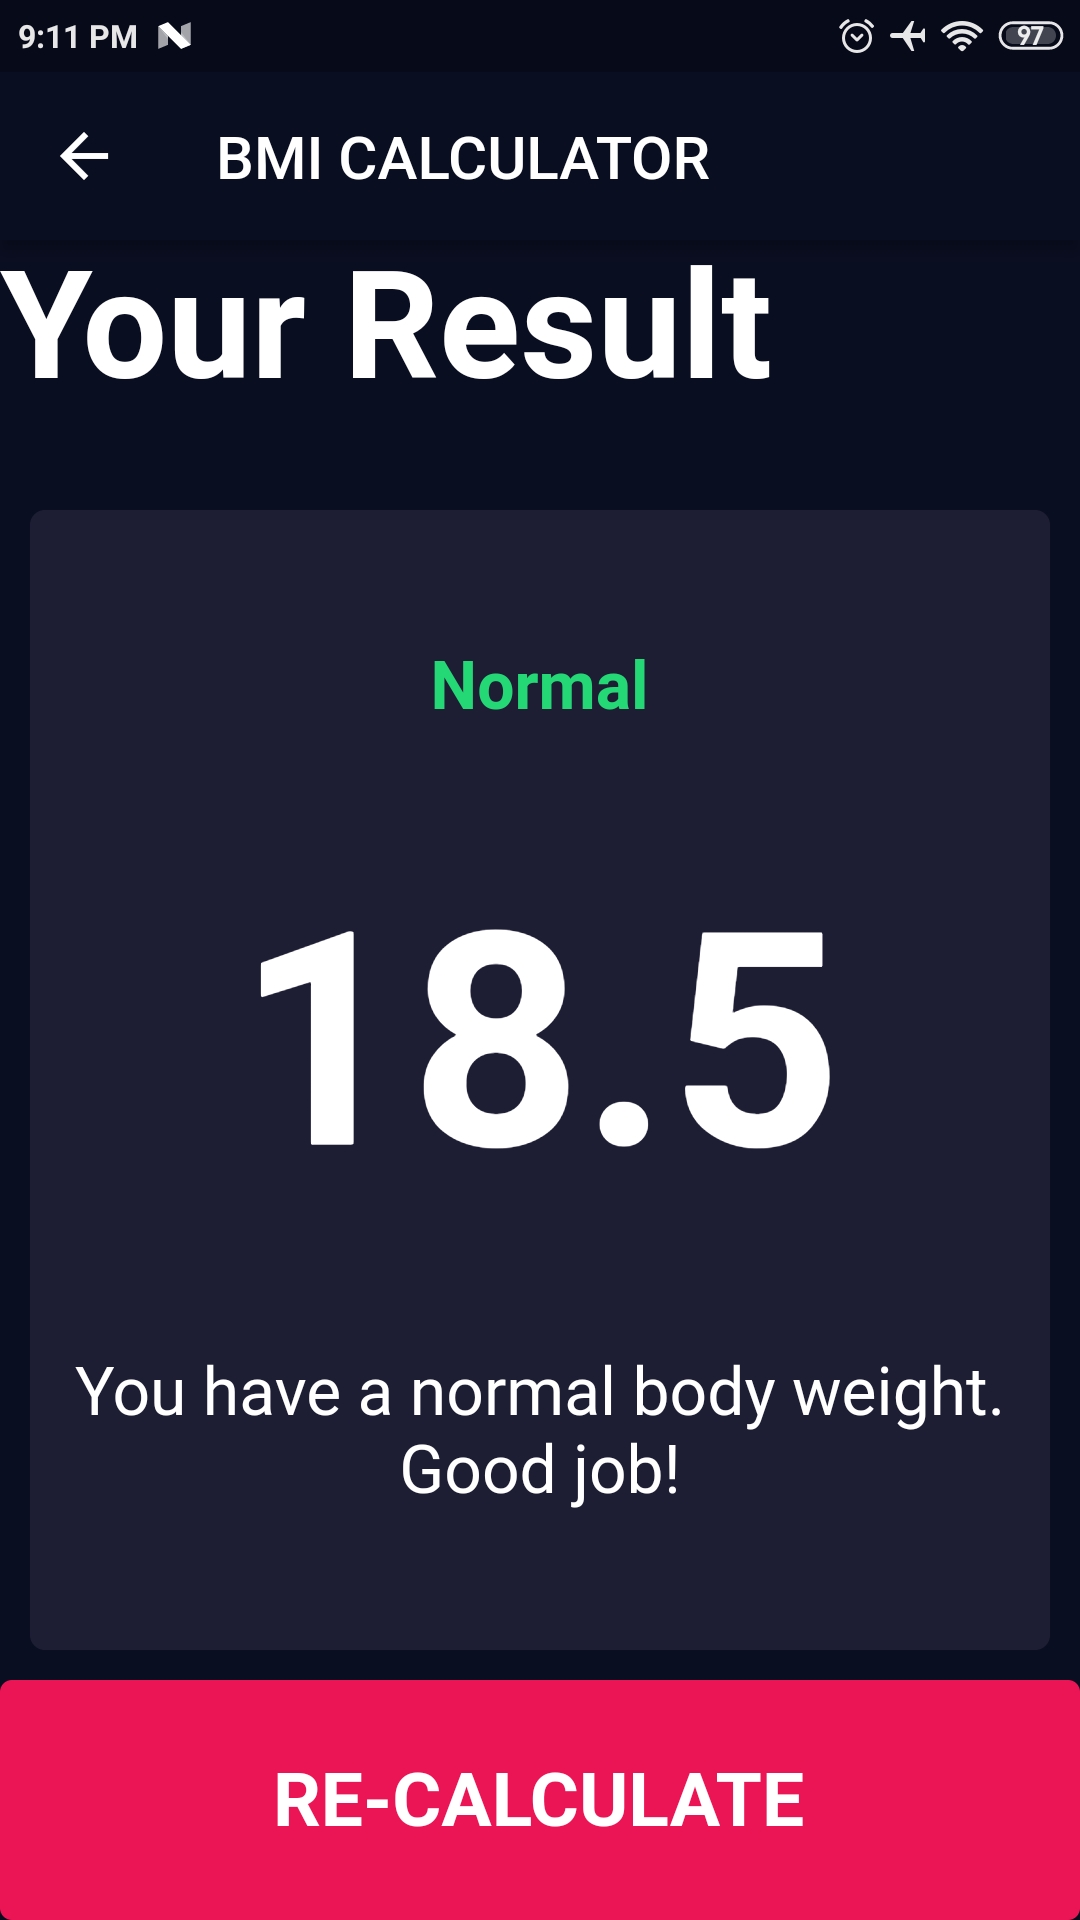 9:11 PM 97
BMI CALCULATOR
Your Result
Normal
18.5
You have a normal body weight.
Good job!
RE-CALCULATE